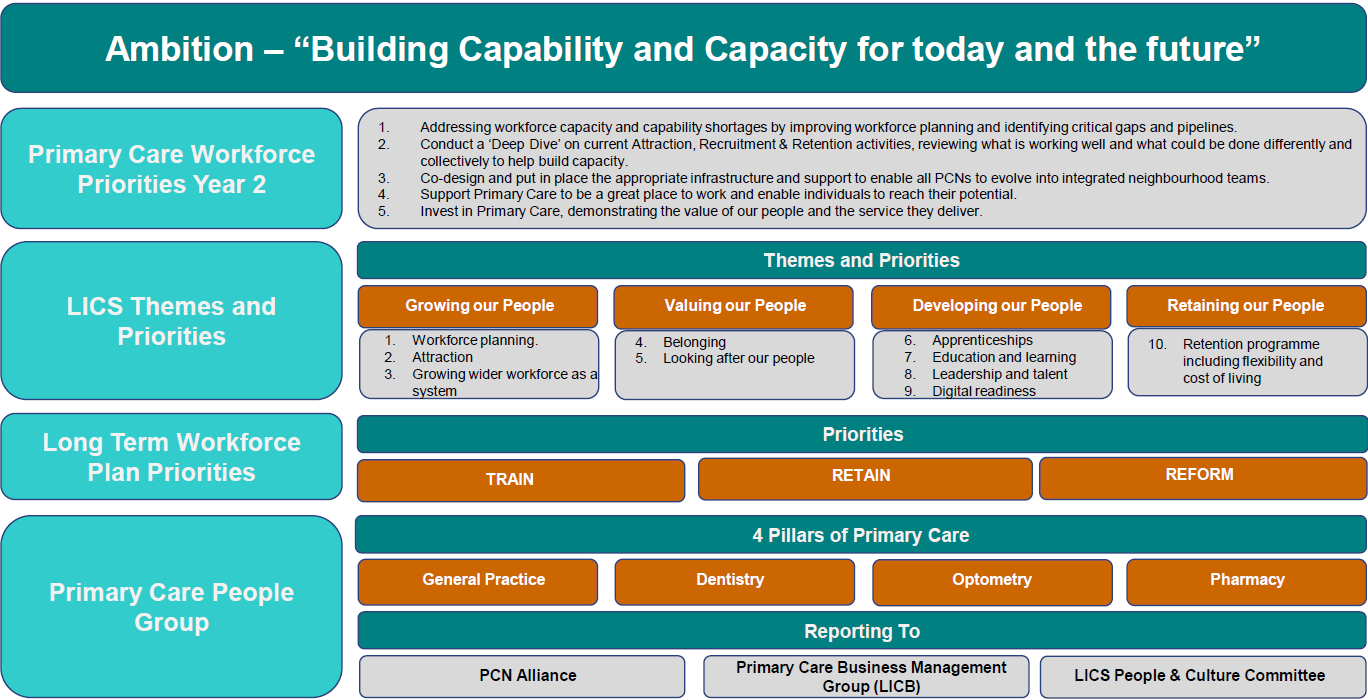 Ambition – “Building Capability and Capacity for today and the future”
Primary Care Workforce
Priorities Year 2
1. Addressing workforce capacity and capability shortages by improving workforce planning and identifying critical gaps and pipelines.
2. Conduct a ‘Deep Dive’ on current Attraction, Recruitment & Retention activities, reviewing what is working well and what could be done differently and
collectively to help build capacity.
3. Co-design and put in place the appropriate infrastructure and support to enable all PCNs to evolve into integrated neighbourhood teams.
4. Support Primary Care to be a great place to work and enable individuals to reach their potential.
5. Invest in Primary Care, demonstrating the value of our people and the service they deliver.
LICS Themes and
Priorities
Themes and Priorities
Growing our People
1. Workforce planning.
2. Attraction
3. Growing wider workforce as a
system
Valuing our People
4. Belonging
5. Looking after our people
Developing our People
6. Apprenticeships
7 Education and learning
8. Leadership and talent
9. Digital readiness
Retaining our People
10. Retention programme
including flexibility and
cost of living
Long Term Workforce
Plan Priorities
Priorities
TRAIN
RETAIN
REFORM
Primary Care People
Group
4 Pillars of Primary Care
General Practice
Dentistry
Optometry
Pharmacy
Reporting To
PCN Alliance
Primary Care Business Management
Group (LICB)
LICS People & Culture Committee